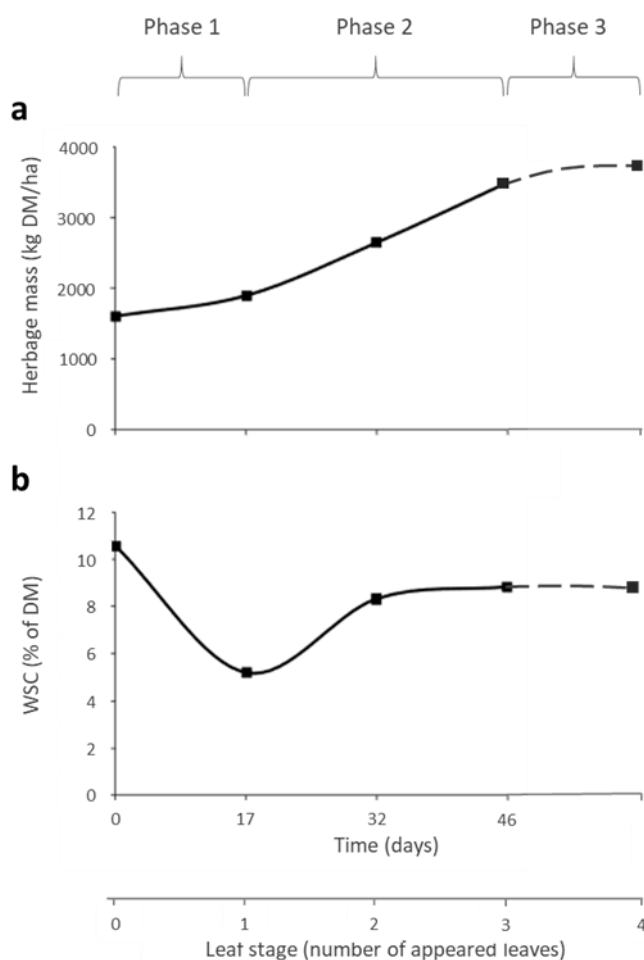 Phase 1 Phase 2 Phase 3
a
4000
3000
2000
1000
0
Herbage mass (kg DM/ha)
b
12
10
8
6
4
2
0
WSC (% of DM)
0 17 32 46
Time (days)
0 1 2 3 4
Leaf stage (number of appeared leaves)